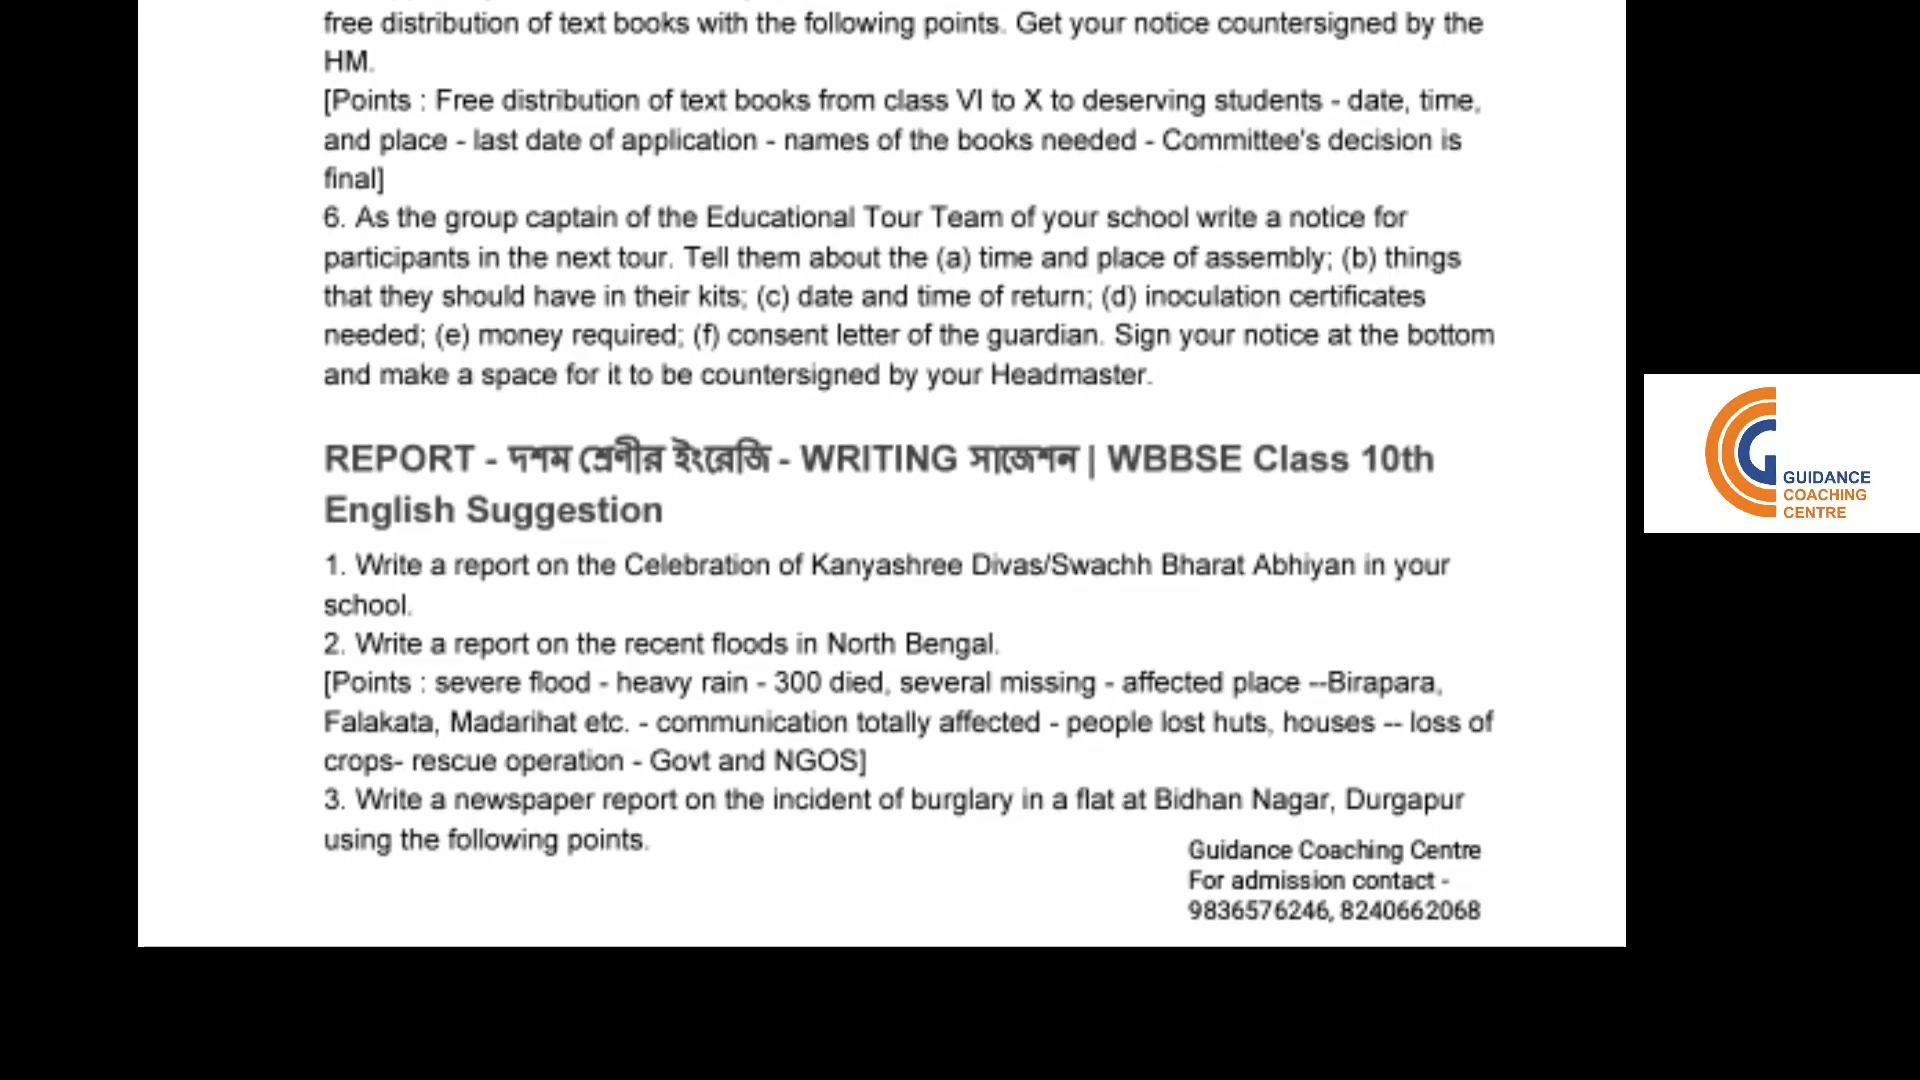 free distribution of text books with the following points. Get your notice countersigned by the
HM.
[Points : Free distribution of text books from class VI to X to deserving students - date, time,
and place - last date of application - names of the books needed - Committee's decision is
final]
6. As the group captain of the Educational Tour Team of your school write a notice for
participants in the next tour. Tell them about the (a) time and place of assembly; (b) things
that they should have in their kits; (c) date and time of return; (d) inoculation certificates
needed; (e) money required; (f) consent letter of the guardian. Sign your notice at the bottom
and make a space for it to be countersigned by your Headmaster.
REPORT - দশম শ্রেণীর ইংরেজি - WRITING সাজেশন | WBBSE Class 10th
English Suggestion
1. Write a report on the Celebration of Kanyashree Divas/Swachh Bharat Abhiyan in your
school.
2. Write a report on the recent floods in North Bengal.
[Points : severe flood - heavy rain - 300 died, several missing - affected place --Birapara,
Falakata, Madarihat etc. - communication totally affected - people lost huts, houses -- loss of
crops- rescue operation - Govt and NGOS]
3. Write a newspaper report on the incident of burglary in a flat at Bidhan Nagar, Durgapur
using the following points.
Guidance Coaching Centre
For admission contact -
9836576246, 8240662068
GUIDANCE
COACHING
CENTRE